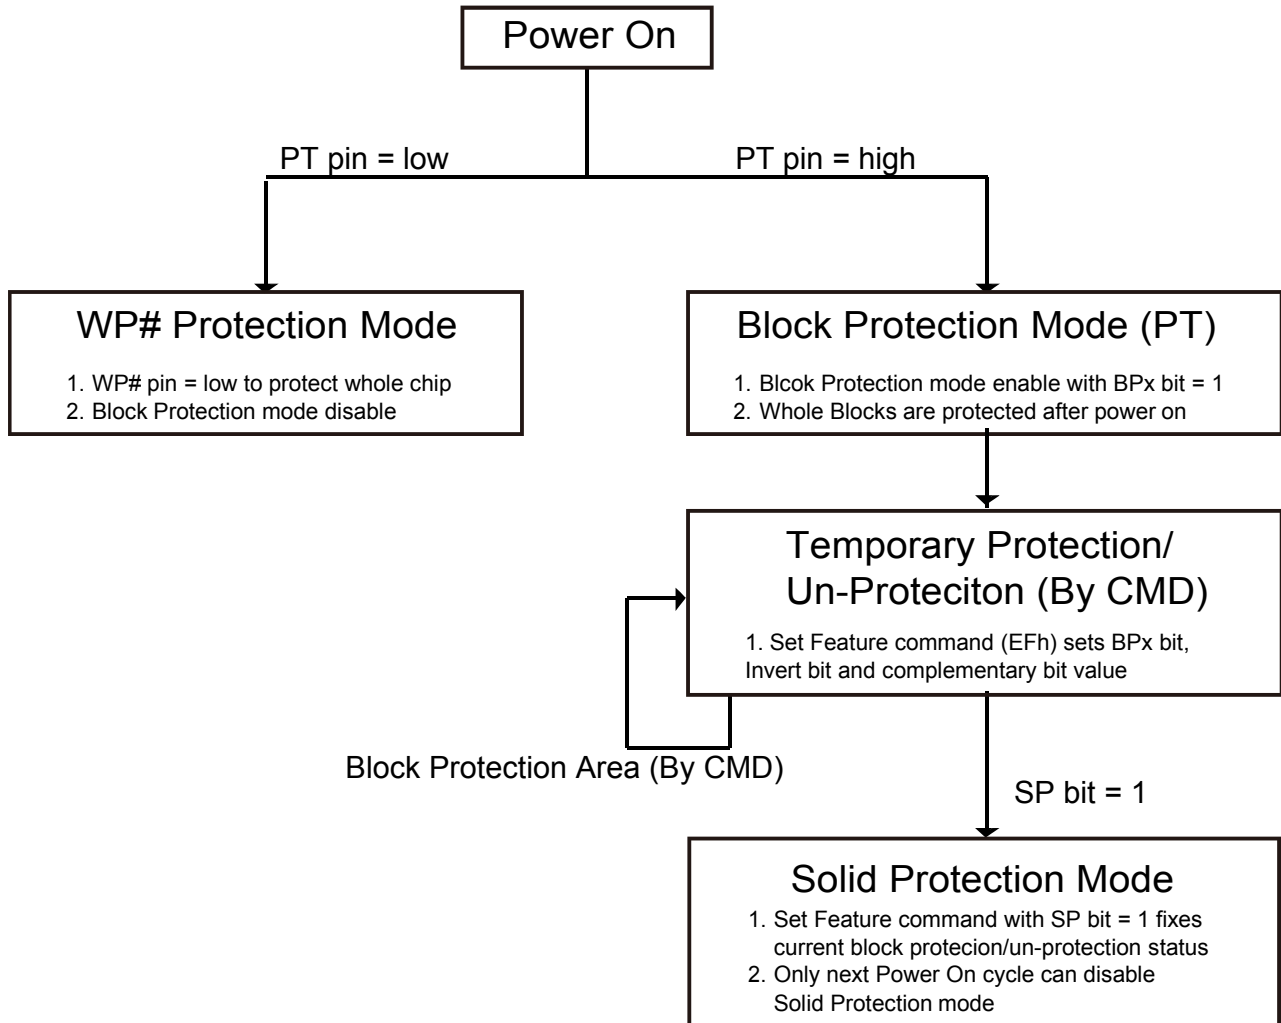 Power On
PT pin = low
PT pin = high
WP# Protection Mode
1. WP# pin = low to protect whole chip
2. Block Protection mode disable
Block Protection Mode (PT)
1. Blcok Protection mode enable with BPx bit = 1
2. Whole Blocks are protected after power on
Temporary Protection/
Un-Proteciton (By CMD)
1. Set Feature command (EFh) sets BPx bit,
Invert bit and complementary bit value
Block Protection Area (By CMD)
SP bit = 1
Solid Protection Mode
1. Set Feature command with SP bit = 1 fixes
current block protecion/un-protection status
2. Only next Power On cycle can disable
Solid Protection mode